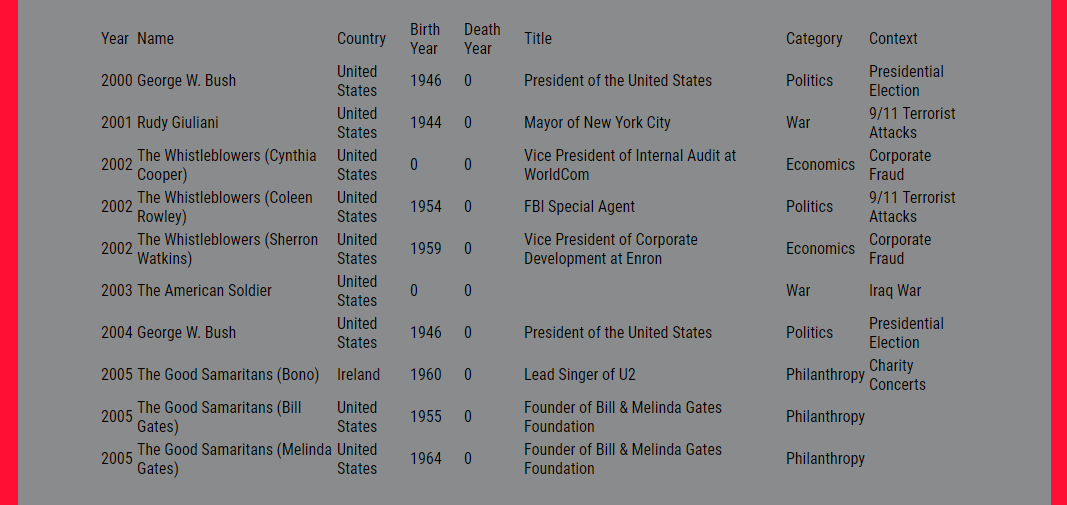 Year Name Country Birth Year Death Year Title Category Context
2000 George W. Bush United States 1946 0 President of the United States Politics Presidential Election
2001 Rudy Giuliani United States 1944 0 Mayor of New York City War 9/11 Terrorist Attacks
2002 The Whistleblowers (Cynthia Cooper) United States 0 0 Vice President of Internal Audit at WorldCom Economics Corporate Fraud
2002 The Whistleblowers (Coleen Rowley) United States 1954 0 FBI Special Agent Politics 9/11 Terrorist Attacks
2002 The Whistleblowers (Sherron Watkins) United States 1959 0 Vice President of Corporate Development at Enron Economics Corporate Fraud
2003 The American Soldier United States 0 0 War Iraq War
2004 George W. Bush United States 1946 0 President of the United States Politics Presidential Election
2005 The Good Samaritans (Bono) Ireland 1960 0 Lead Singer of U2 Philanthropy Charity Concerts
2005 The Good Samaritans (Bill Gates) United States 1955 0 Founder of Bill & Melinda Gates Foundation Philanthropy
2005 The Good Samaritans (Melinda Gates) United States 1964 0 Founder of Bill & Melinda Gates Foundation Philanthropy